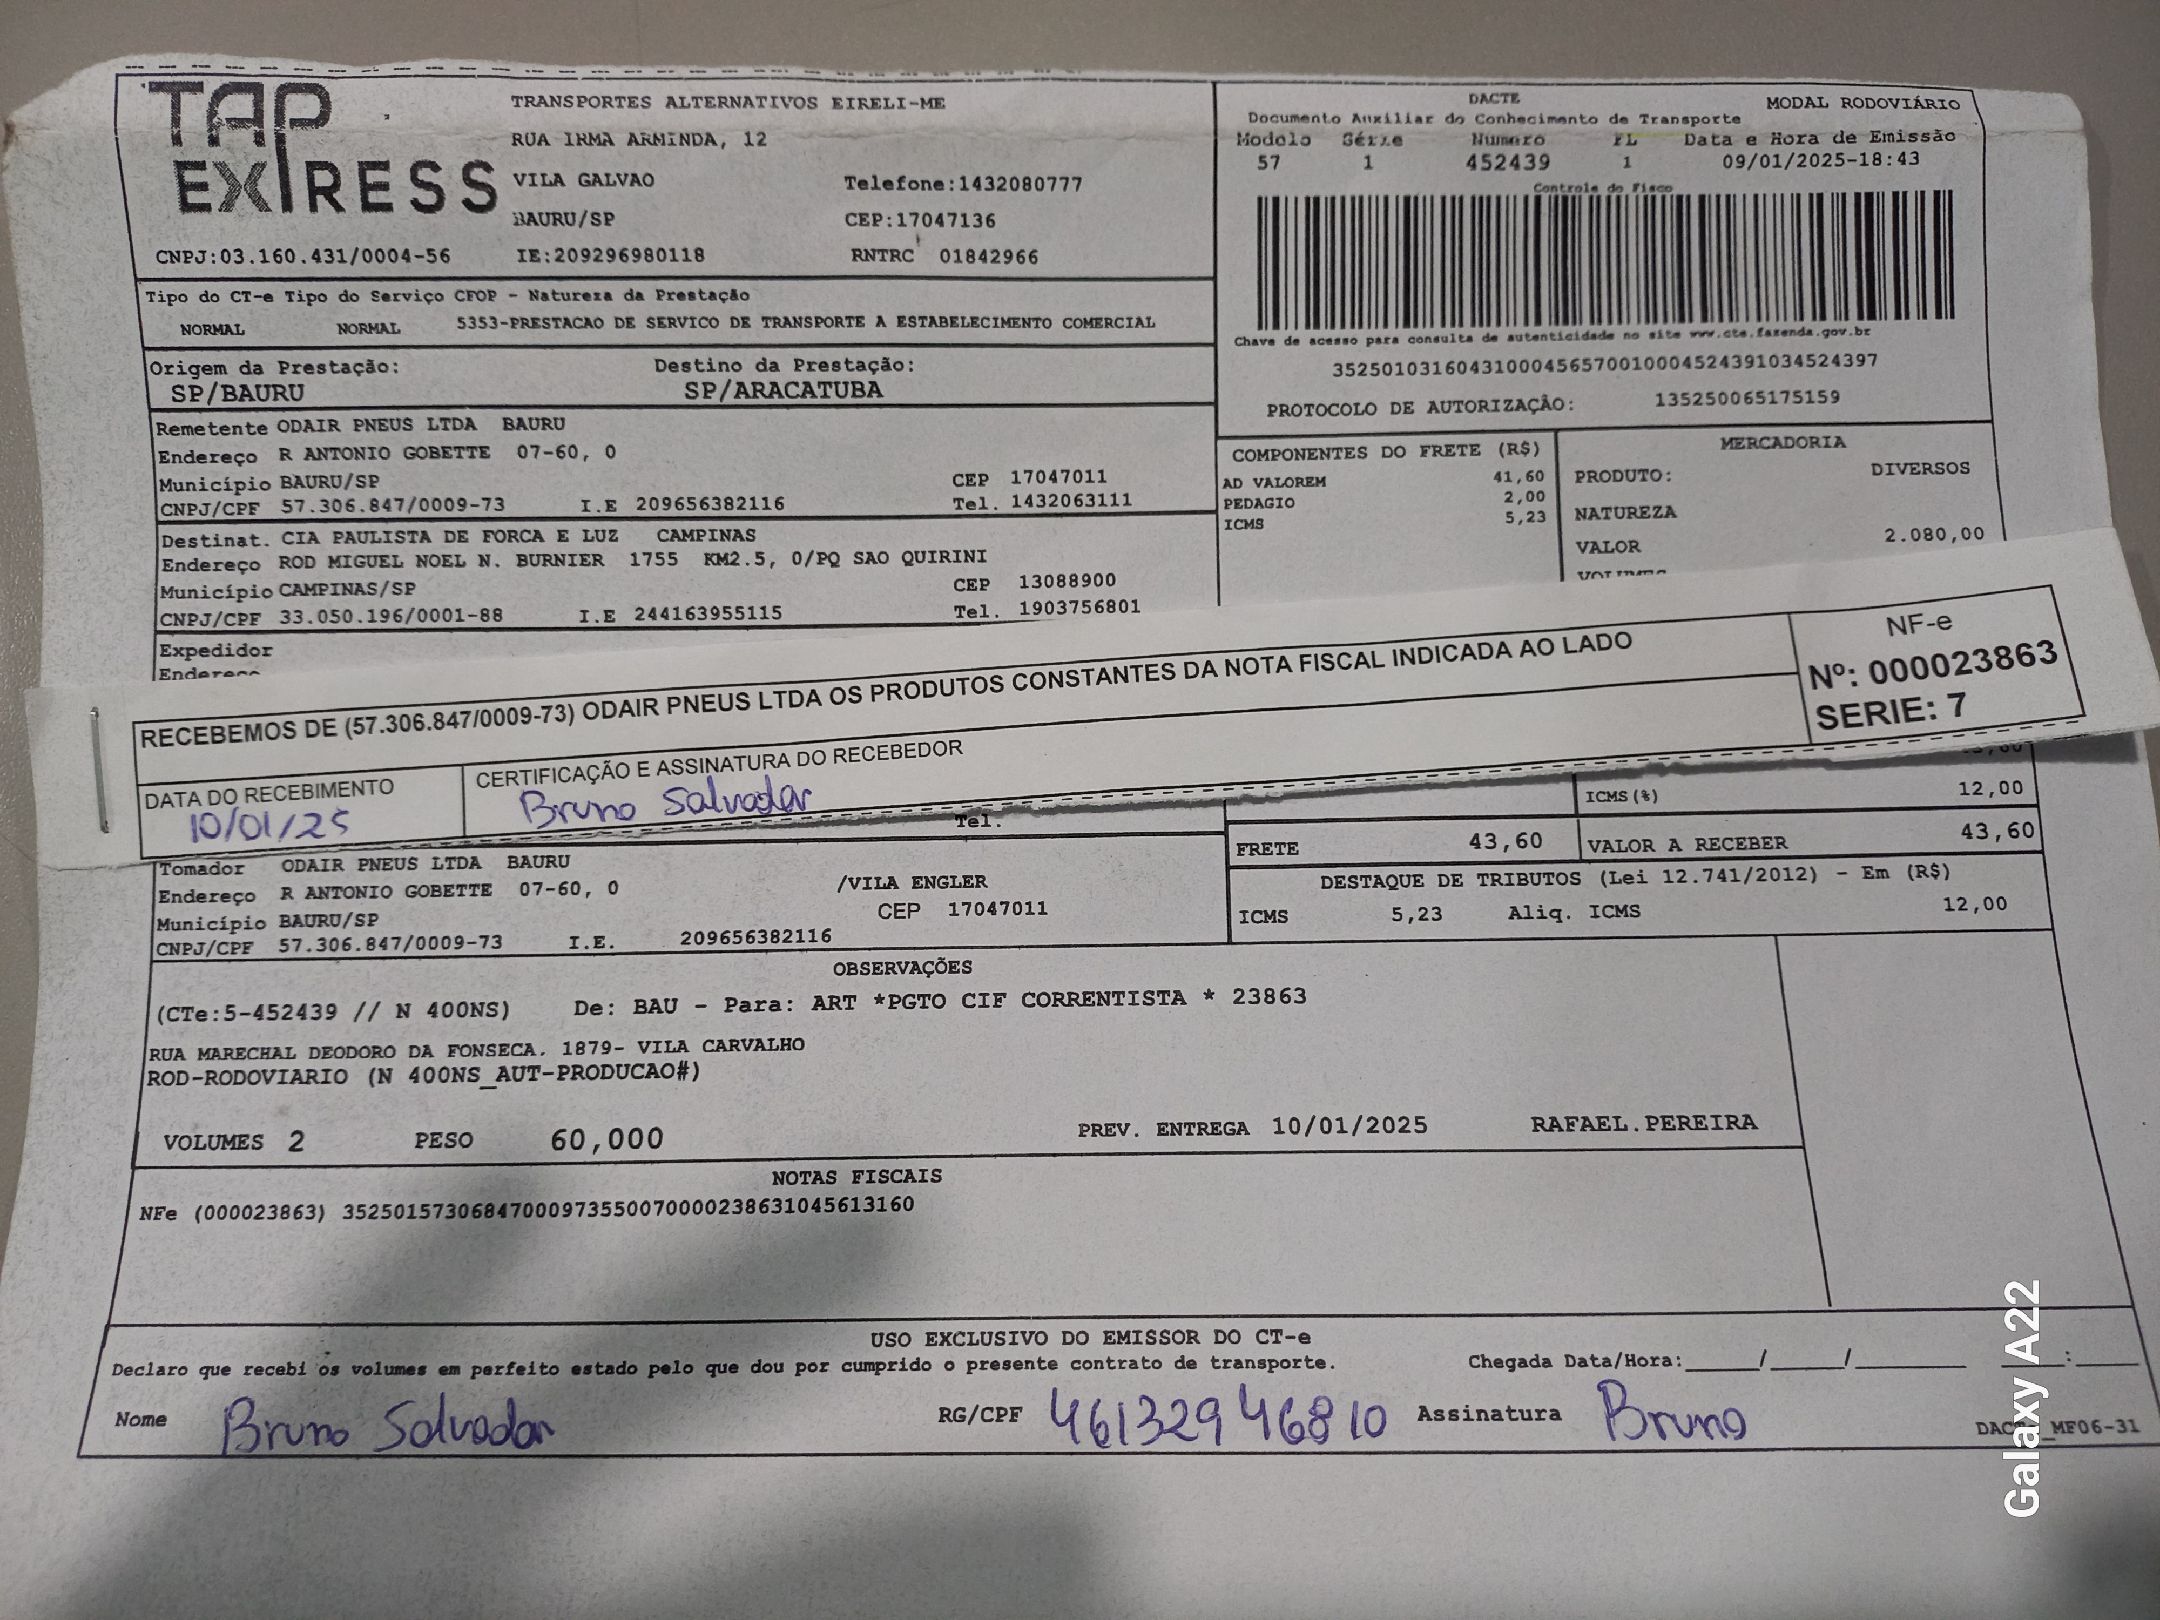 TAP EXPRESS
TRANSPORTES ALTERNATIVOS EIRELI-ME
RUA IRMA ARMINDA, 12
VILA GALVAO Telefone:1432080777
BAURU/SP CEP:17047136
CNPJ:03.160.431/0004-56 IE:209296980118 RNTRC 01842966
DACTE MODAL RODOVIÁRIO
Documento Auxiliar do Conhecimento de Transporte
Modelo Série Numero FL Data e Hora de Emissão
57 1 452439 1 09/01/2025-18:43
Controle do Fisco
Chave de acesso para consulta de autenticidade no site www.cte.fazenda.gov.br
35250103160431000456570010004524391034524397
PROTOCOLO DE AUTORIZAÇÃO: 135250065175159
Tipo do CT-e Tipo do Serviço CFOP - Natureza da Prestação
NORMAL NORMAL 5353-PRESTACAO DE SERVICO DE TRANSPORTE A ESTABELECIMENTO COMERCIAL
Origem da Prestação: Destino da Prestação:
SP/BAURU SP/ARACATUBA
Remetente ODAIR PNEUS LTDA BAURU
Endereço R ANTONIO GOBETTE 07-60, 0
Município BAURU/SP CEP 17047011
CNPJ/CPF 57.306.847/0009-73 I.E 209656382116 Tel. 1432063111
Destinat. CIA PAULISTA DE FORCA E LUZ CAMPINAS
Endereço ROD MIGUEL NOEL N. BURNIER 1755 KM2.5, 0/PQ SAO QUIRINI
Município CAMPINAS/SP CEP 13088900
CNPJ/CPF 33.050.196/0001-88 I.E 244163955115 Tel. 1903756801
Expedidor
Endereço
COMPONENTES DO FRETE (R$)
AD VALOREM 41,60
PEDAGIO 2,00
ICMS 5,23
MERCADORIA
PRODUTO: DIVERSOS
NATUREZA
VALOR 2.080,00
VOLUMES
RECEBEMOS DE (57.306.847/0009-73) ODAIR PNEUS LTDA OS PRODUTOS CONSTANTES DA NOTA FISCAL INDICADA AO LADO
NF-e
Nº: 000023863
SERIE: 7
DATA DO RECEBIMENTO CERTIFICAÇÃO E ASSINATURA DO RECEBEDOR
10/01/25 Bruno Salvador
Tel.
ICMS(%) 12,00
FRETE 43,60 VALOR A RECEBER 43,60
DESTAQUE DE TRIBUTOS (Lei 12.741/2012) - Em (R$)
ICMS 5,23 Aliq. ICMS 12,00
Tomador ODAIR PNEUS LTDA BAURU
Endereço R ANTONIO GOBETTE 07-60, 0 /VILA ENGLER
Município BAURU/SP CEP 17047011
CNPJ/CPF 57.306.847/0009-73 I.E. 209656382116
OBSERVAÇÕES
(CTe:5-452439 // N 400NS) De: BAU - Para: ART *PGTO CIF CORRENTISTA * 23863
RUA MARECHAL DEODORO DA FONSECA, 1879- VILA CARVALHO
ROD-RODOVIARIO (N 400NS_AUT-PRODUCAO#)
VOLUMES 2 PESO 60,000 PREV. ENTREGA 10/01/2025 RAFAEL.PEREIRA
NOTAS FISCAIS
NFe (000023863) 35250157306847000973550070000238631045613160
USO EXCLUSIVO DO EMISSOR DO CT-e
Declaro que recebi os volumes em perfeito estado pelo que dou por cumprido o presente contrato de transporte. Chegada Data/Hora:____/____/____ ____:____
Nome Bruno Salvador RG/CPF 46132946810 Assinatura Bruno
MF06-31
Galaxy A22